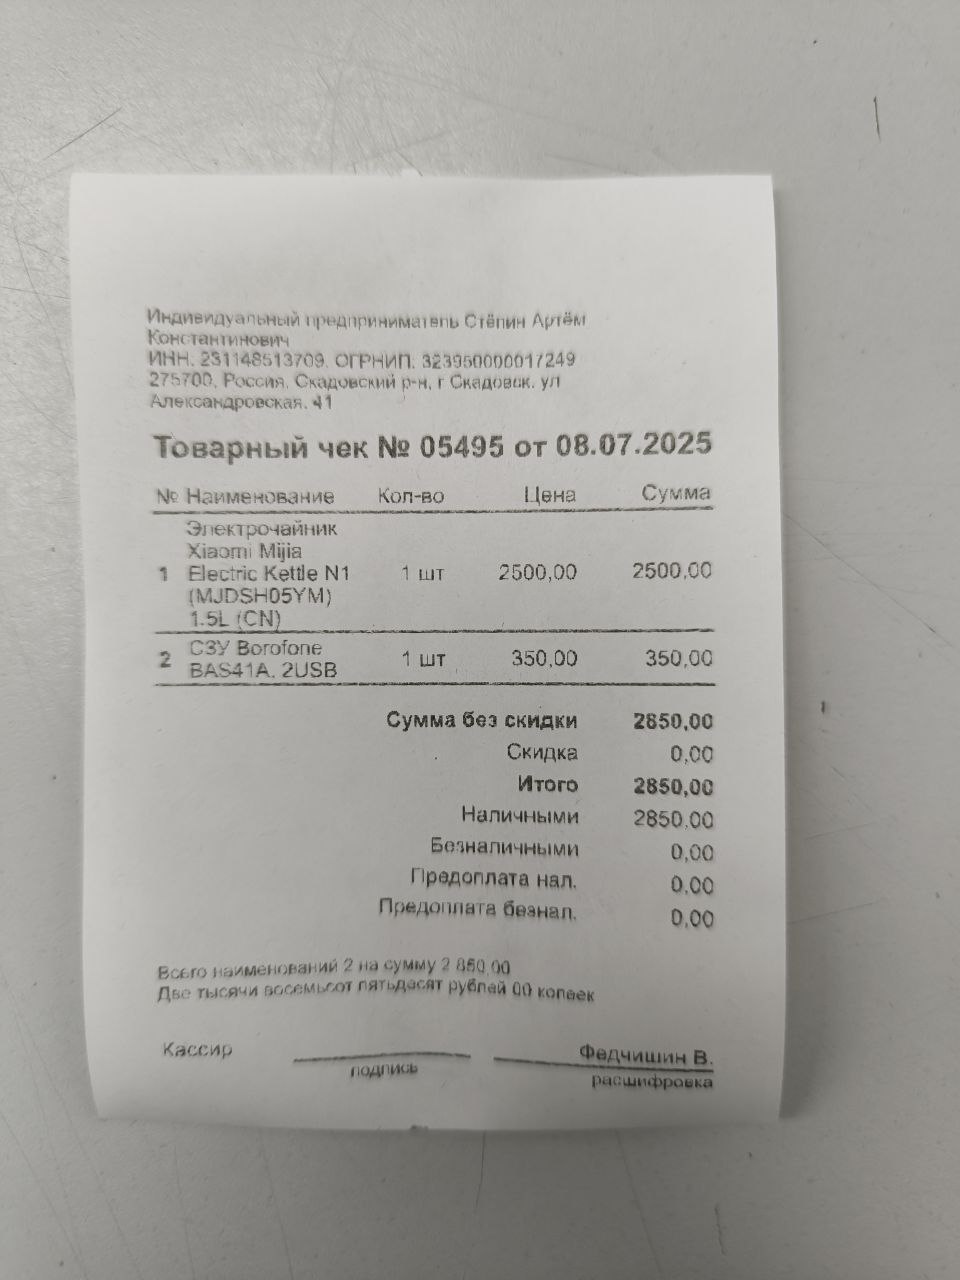 Индивидуальный предприниматель Стёпин Артём
Константинович
ИНН: 231148513709, ОГРНИП: 323950000017249
275700, Россия, Скадовский р-н, г Скадовск, ул
Александровская, 41
Товарный чек № 05495 от 08.07.2025
№ Наименование Кол-во Цена Сумма
Электрочайник
Xiaomi Mijia
1 Electric Kettle N1 1 шт 2500,00 2500,00
(MJDSH05YM)
1.5L (CN)
СЗУ Borofone
2 1 шт 350,00 350,00
BAS41A, 2USB
Сумма без скидки 2850,00
Скидка 0,00
Итого 2850,00
Наличными 2850,00
Безналичными 0,00
Предоплата нал. 0,00
Предоплата безнал. 0,00
Всего наименований 2 на сумму 2 850,00
Две тысячи восемьсот пятьдесят рублей 00 копеек
Кассир Федчишин В.
подпись расшифровка